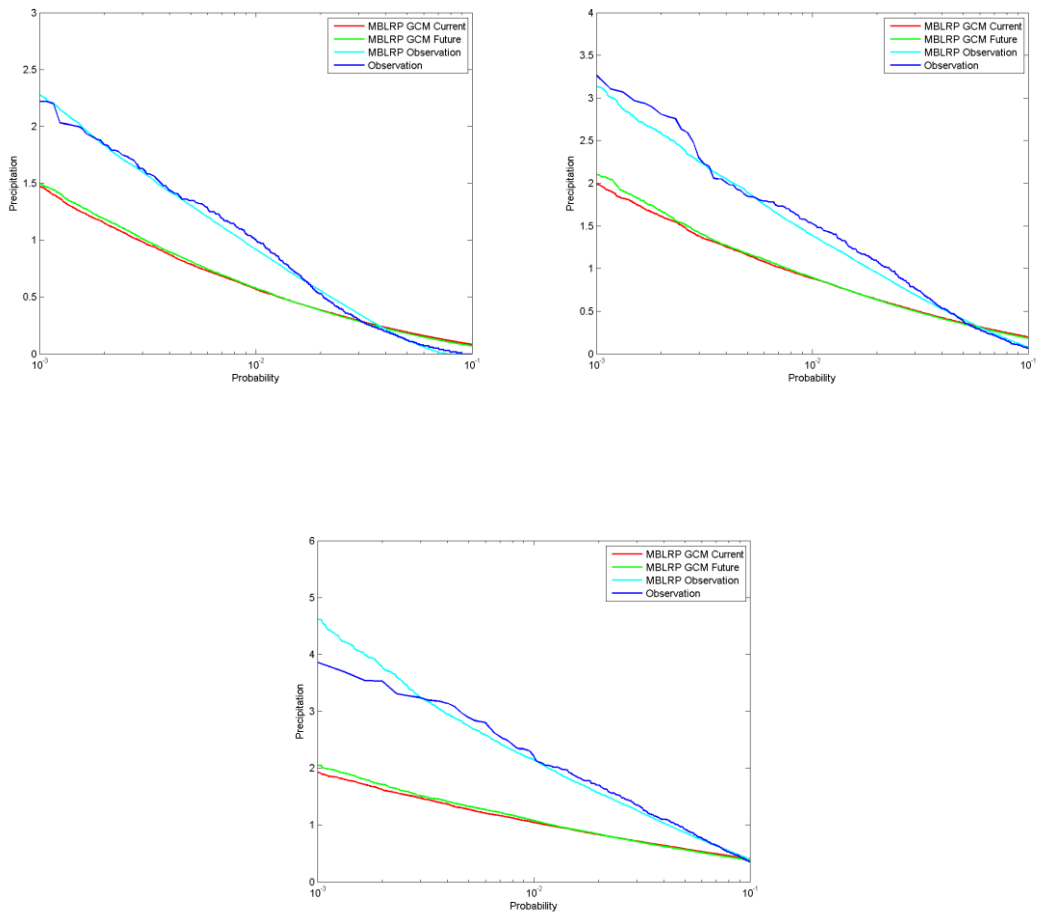 3
2.5
2
1.5
1
0.5
0
10-3
10-2
10-1
Precipitation
Probability
MBLRP GCM Current
MBLRP GCM Future
MBLRP Observation
Observation
4
3.5
3
2.5
2
1.5
1
0.5
0
10-3
10-2
10-1
Precipitation
Probability
MBLRP GCM Current
MBLRP GCM Future
MBLRP Observation
Observation
6
5
4
3
2
1
0
10-3
10-2
10-1
Precipitation
Probability
MBLRP GCM Current
MBLRP GCM Future
MBLRP Observation
Observation